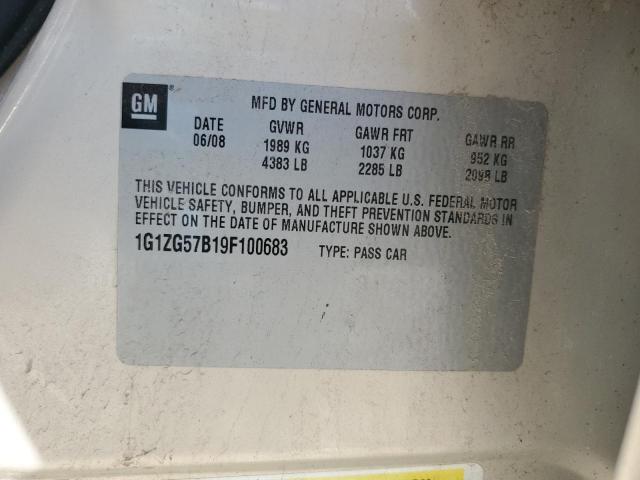 GM
MFD BY GENERAL MOTORS CORP.
DATE GVWR GAWR FRT GAWR RR
06/08 1989 KG 1037 KG 952 KG
4383 LB 2285 LB 2098 LB
THIS VEHICLE CONFORMS TO ALL APPLICABLE U.S. FEDERAL MOTOR
VEHICLE SAFETY, BUMPER, AND THEFT PREVENTION STANDARDS IN
EFFECT ON THE DATE OF MANUFACTURE SHOWN ABOVE.
1G1ZG57B19F100683 TYPE: PASS CAR